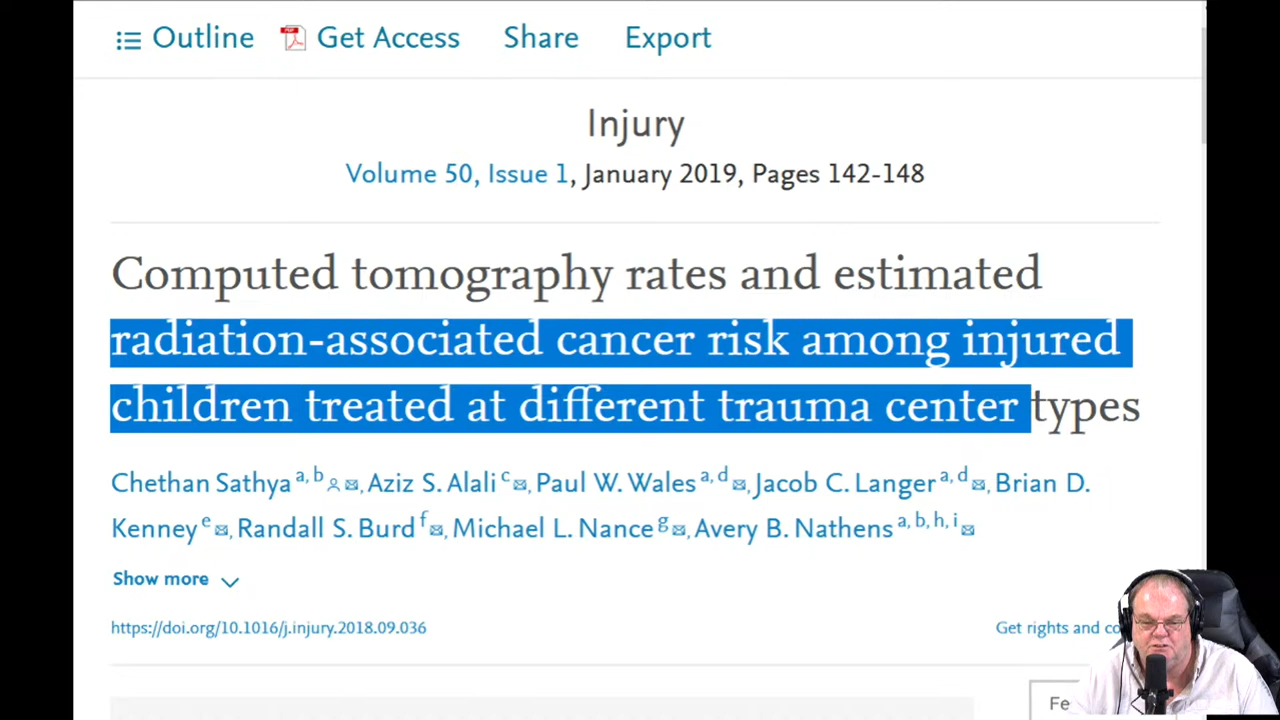 Outline Get Access Share Export
Injury
Volume 50, Issue 1, January 2019, Pages 142-148
Computed tomography rates and estimated
radiation-associated cancer risk among injured
children treated at different trauma center types
Chethan Sathya a, b, Aziz S. Alali c, Paul W. Wales a, d, Jacob C. Langer a, d, Brian D.
Kenney e, Randall S. Burd f, Michael L. Nance g, Avery B. Nathens a, b, h, i
Show more
https://doi.org/10.1016/j.injury.2018.09.036
Get rights and co
Fe